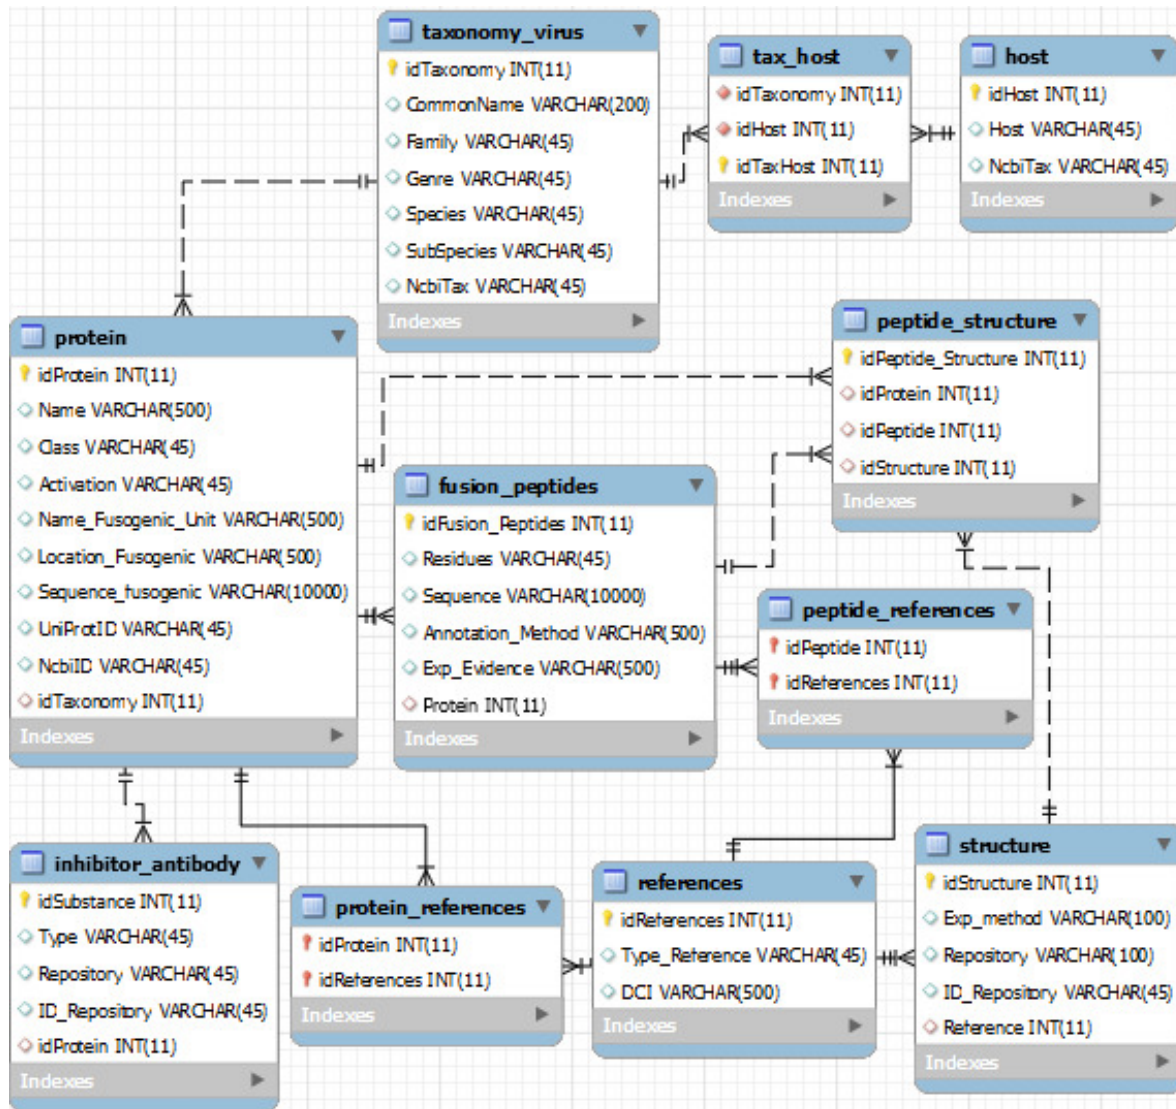 taxonomy_virus
idTaxonomy INT(11)
CommonName VARCHAR(200)
Family VARCHAR(45)
Genre VARCHAR(45)
Species VARCHAR(45)
SubSpecies VARCHAR(45)
NcbiTax VARCHAR(45)
Indexes
tax_host
idTaxonomy INT(11)
idHost INT(11)
idTaxHost INT(11)
Indexes
host
idHost INT(11)
Host VARCHAR(45)
NcbiTax VARCHAR(45)
Indexes
protein
idProtein INT(11)
Name VARCHAR(500)
Class VARCHAR(45)
Activation VARCHAR(45)
Name_Fusogenic_Unit VARCHAR(500)
Location_Fusogenic VARCHAR(500)
Sequence_fusogenic VARCHAR(10000)
UniProtID VARCHAR(45)
NcbiID VARCHAR(45)
idTaxonomy INT(11)
Indexes
peptide_structure
idPeptide_Structure INT(11)
idProtein INT(11)
idPeptide INT(11)
idStructure INT(11)
Indexes
fusion_peptides
idFusion_Peptides INT(11)
Residues VARCHAR(45)
Sequence VARCHAR(10000)
Annotation_Method VARCHAR(500)
Exp_Evidence VARCHAR(500)
Protein INT(11)
Indexes
peptide_references
idPeptide INT(11)
idReferences INT(11)
Indexes
inhibitor_antibody
idSubstance INT(11)
Type VARCHAR(45)
Repository VARCHAR(45)
ID_Repository VARCHAR(45)
idProtein INT(11)
Indexes
protein_references
idProtein INT(11)
idReferences INT(11)
Indexes
references
idReferences INT(11)
Type_Reference VARCHAR(45)
DOI VARCHAR(500)
Indexes
structure
idStructure INT(11)
Exp_method VARCHAR(100)
Repository VARCHAR(100)
ID_Repository VARCHAR(45)
Reference INT(11)
Indexes